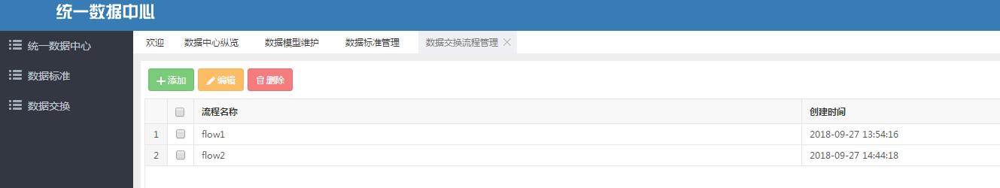 统一数据中心
统一数据中心
数据标准
数据交换
欢迎 数据中心纵览 数据模型维护 数据标准管理 数据交换流程管理
添加 编辑 删除
流程名称 创建时间
1 flow1 2018-09-27 13:54:16
2 flow2 2018-09-27 14:44:18